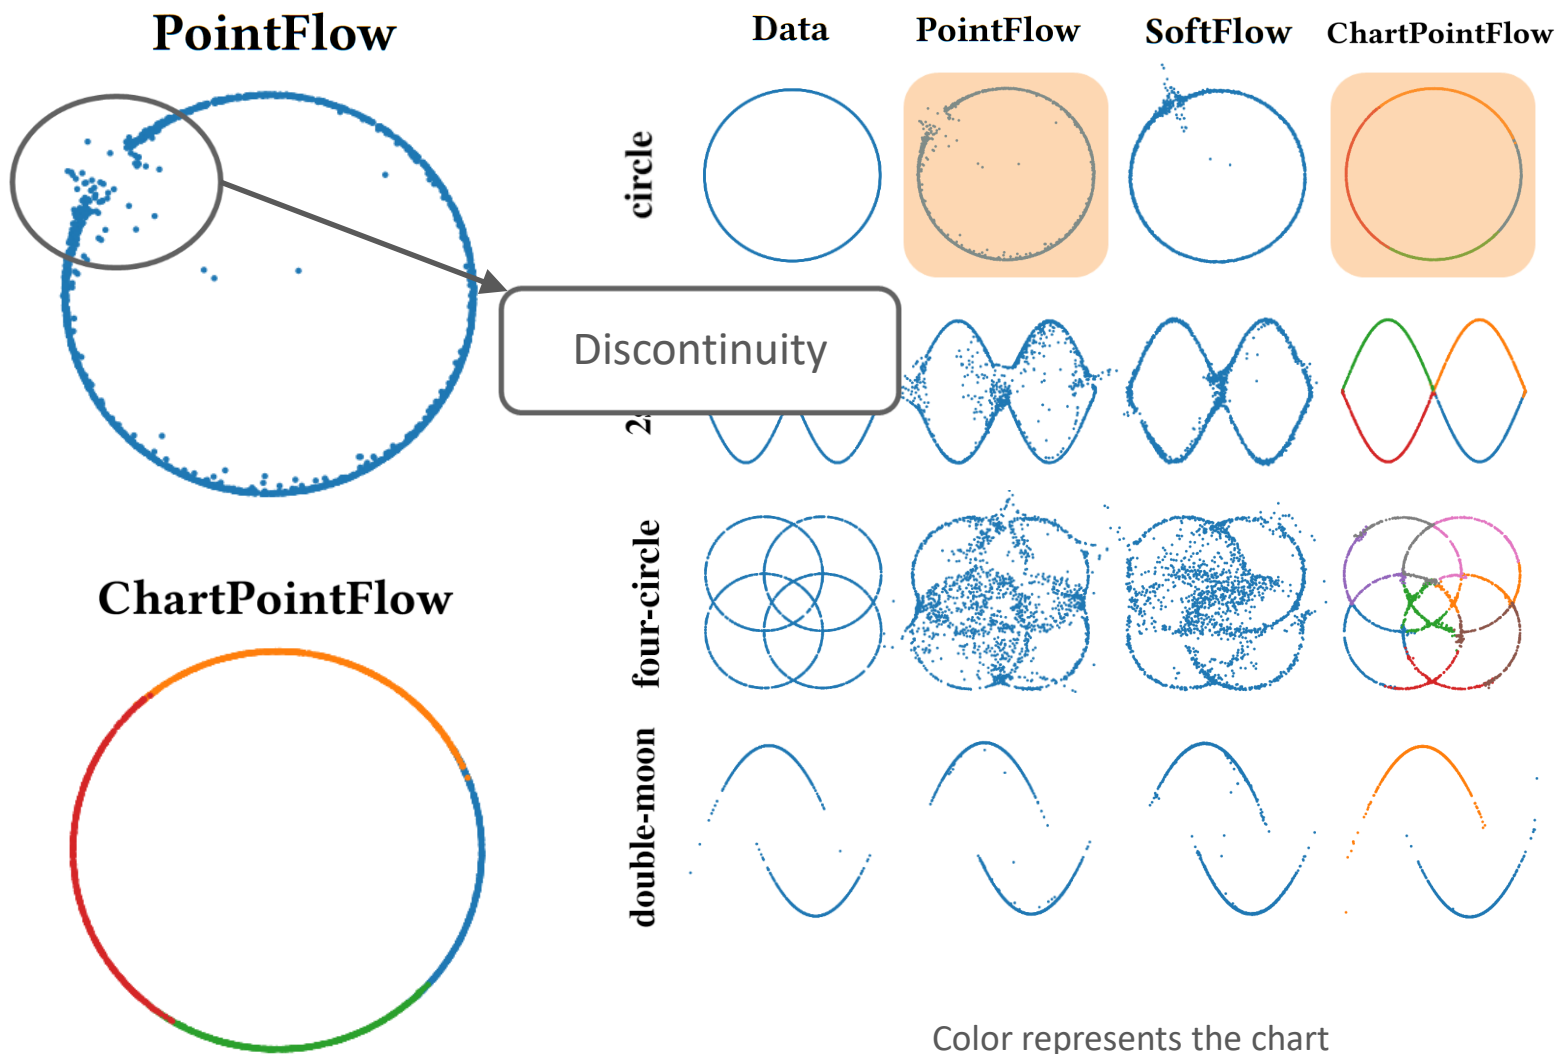 PointFlow
Data PointFlow SoftFlow ChartPointFlow
circle
Discontinuity
four-circle
ChartPointFlow
double-moon
Color represents the chart